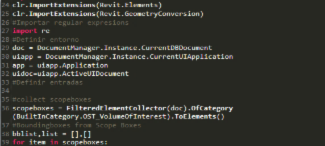 24 clr.ImportExtensions(Revit.Elements)
25 clr.ImportExtensions(Revit.GeometryConversion)
26 #Importar regular expresions
27 import re
28 #Definir entorno
29 doc = DocumentManager.Instance.CurrentDBDocument
30 uiapp = DocumentManager.Instance.CurrentUIApplication
31 app = uiapp.Application
32 uidoc=uiapp.ActiveUIDocument
33 #Definir entradas
34
35 #collect scopeboxes
36 scopeboxes = FilteredElementCollector(doc).OfCategory
(BuiltInCategory.OST_VolumeOfInterest).ToElements()
37 #Boundingboxes from Scope Boxes
38 bblist,list = [],[]
39 for item in scopeboxes: